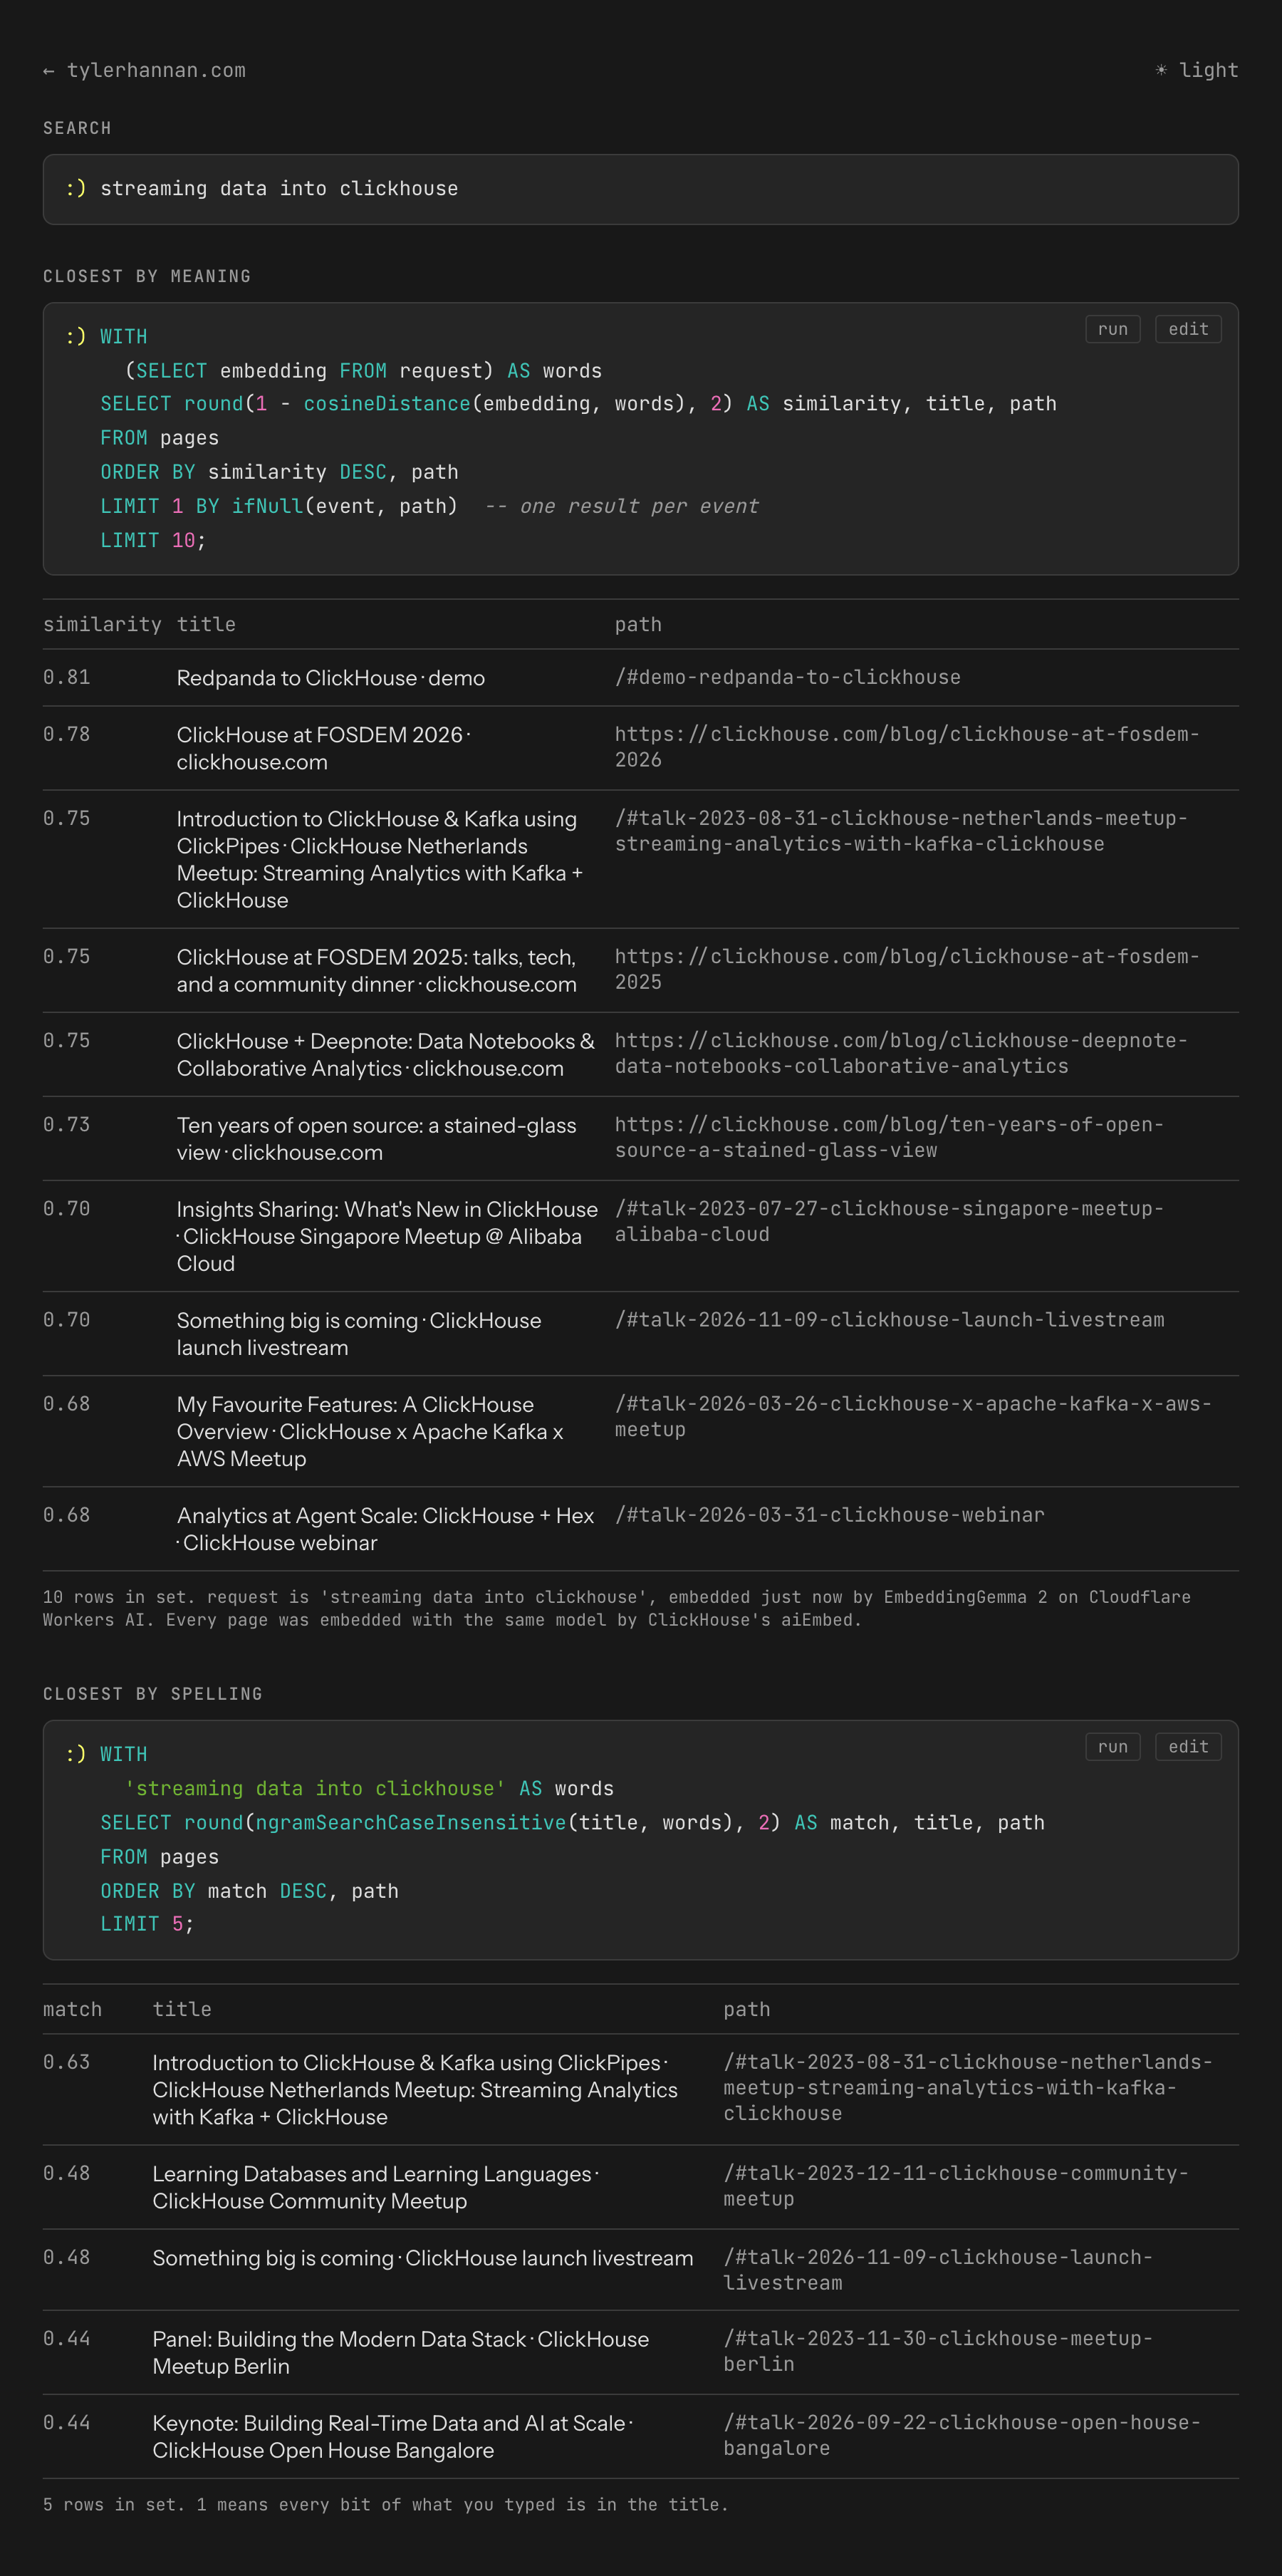 ← tylerhannan.com
☀ light
SEARCH
:) streaming data into clickhouse
CLOSEST BY MEANING
run edit
:) WITH
(SELECT embedding FROM request) AS words
SELECT round(1 - cosineDistance(embedding, words), 2) AS similarity, title, path
FROM pages
ORDER BY similarity DESC, path
LIMIT 1 BY ifNull(event, path)  -- one result per event
LIMIT 10;
similarity title path
0.81 Redpanda to ClickHouse · demo /#demo-redpanda-to-clickhouse
0.78 ClickHouse at FOSDEM 2026 · https://clickhouse.com/blog/clickhouse-at-fosdem-
clickhouse.com 2026
0.75 Introduction to ClickHouse & Kafka using /#talk-2023-08-31-clickhouse-netherlands-meetup-
ClickPipes · ClickHouse Netherlands streaming-analytics-with-kafka-clickhouse
Meetup: Streaming Analytics with Kafka +
ClickHouse
0.75 ClickHouse at FOSDEM 2025: talks, tech, https://clickhouse.com/blog/clickhouse-at-fosdem-
and a community dinner · clickhouse.com 2025
0.75 ClickHouse + Deepnote: Data Notebooks & https://clickhouse.com/blog/clickhouse-deepnote-
Collaborative Analytics · clickhouse.com data-notebooks-collaborative-analytics
0.73 Ten years of open source: a stained-glass https://clickhouse.com/blog/ten-years-of-open-
view · clickhouse.com source-a-stained-glass-view
0.70 Insights Sharing: What's New in ClickHouse /#talk-2023-07-27-clickhouse-singapore-meetup-
· ClickHouse Singapore Meetup @ Alibaba alibaba-cloud
Cloud
0.70 Something big is coming · ClickHouse /#talk-2026-11-09-clickhouse-launch-livestream
launch livestream
0.68 My Favourite Features: A ClickHouse /#talk-2026-03-26-clickhouse-x-apache-kafka-x-aws-
Overview · ClickHouse x Apache Kafka x meetup
AWS Meetup
0.68 Analytics at Agent Scale: ClickHouse + Hex /#talk-2026-03-31-clickhouse-webinar
· ClickHouse webinar
10 rows in set. request is 'streaming data into clickhouse', embedded just now by EmbeddingGemma 2 on Cloudflare
Workers AI. Every page was embedded with the same model by ClickHouse's aiEmbed.
CLOSEST BY SPELLING
run edit
:) WITH
'streaming data into clickhouse' AS words
SELECT round(ngramSearchCaseInsensitive(title, words), 2) AS match, title, path
FROM pages
ORDER BY match DESC, path
LIMIT 5;
match title path
0.63 Introduction to ClickHouse & Kafka using ClickPipes · /#talk-2023-08-31-clickhouse-netherlands-
ClickHouse Netherlands Meetup: Streaming Analytics meetup-streaming-analytics-with-kafka-
with Kafka + ClickHouse clickhouse
0.48 Learning Databases and Learning Languages · /#talk-2023-12-11-clickhouse-community-
ClickHouse Community Meetup meetup
0.48 Something big is coming · ClickHouse launch livestream /#talk-2026-11-09-clickhouse-launch-
livestream
0.44 Panel: Building the Modern Data Stack · ClickHouse /#talk-2023-11-30-clickhouse-meetup-
Meetup Berlin berlin
0.44 Keynote: Building Real-Time Data and AI at Scale · /#talk-2026-09-22-clickhouse-open-house-
ClickHouse Open House Bangalore bangalore
5 rows in set. 1 means every bit of what you typed is in the title.